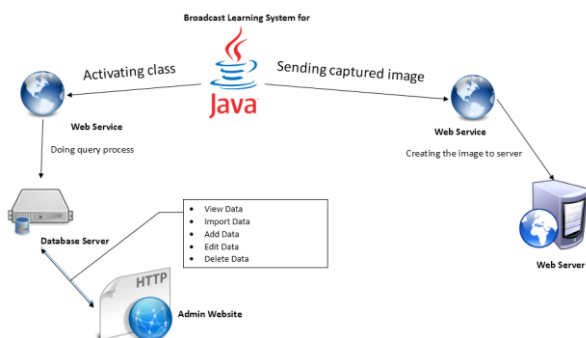 Broadcast Learning System for
Java
Activating class
Sending captured image
Web Service
Web Service
Doing query process
Creating the image to server
View Data
Import Data
Add Data
Edit Data
Delete Data
Database Server
Web Server
HTTP
Admin Website